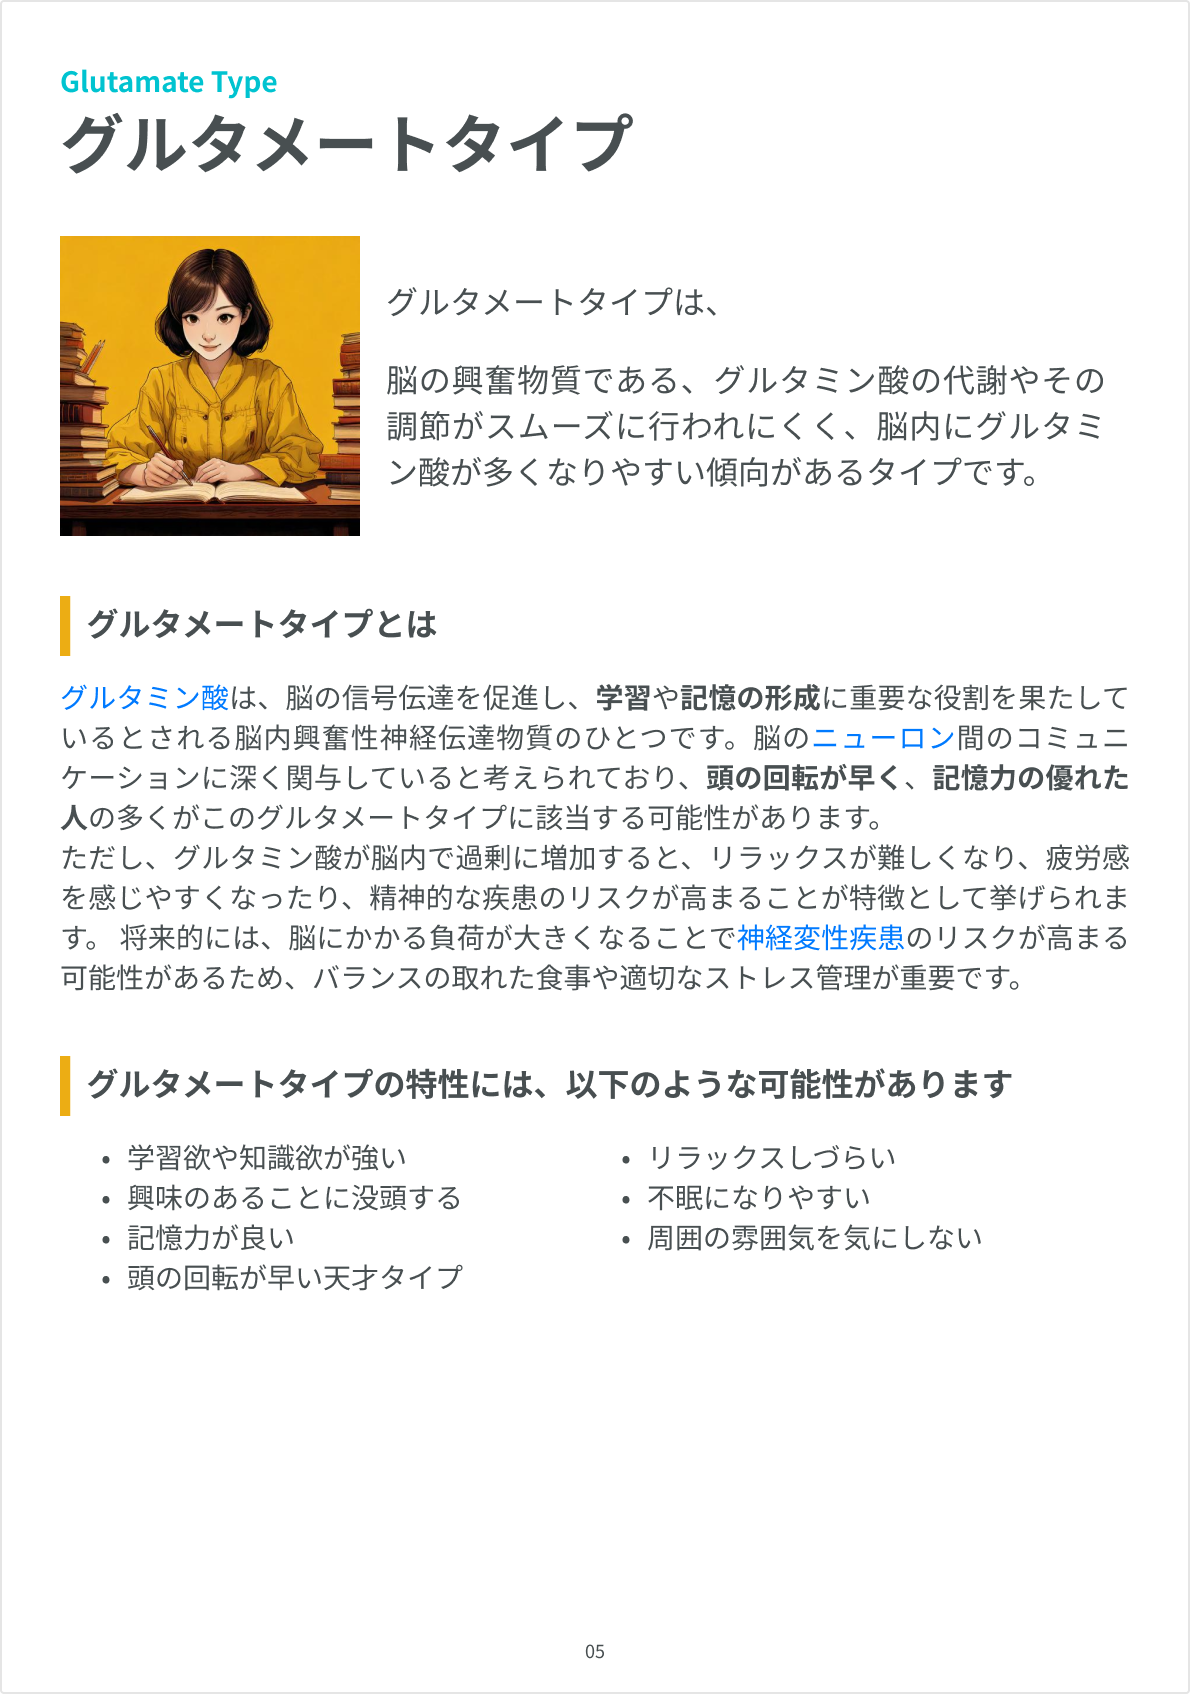 Glutamate Type
グルタメートタイプ
グルタメートタイプは、
脳の興奮物質である、グルタミン酸の代謝やその
調節がスムーズに行われにくく、脳内にグルタミ
ン酸が多くなりやすい傾向があるタイプです。
グルタメートタイプとは
グルタミン酸は、脳の信号伝達を促進し、学習や記憶の形成に重要な役割を果たして
いるとされる脳内興奮性神経伝達物質のひとつです。脳のニューロン間のコミュニ
ケーションに深く関与していると考えられており、頭の回転が早く、記憶力の優れた
人の多くがこのグルタメートタイプに該当する可能性があります。
ただし、グルタミン酸が脳内で過剰に増加すると、リラックスが難しくなり、疲労感
を感じやすくなったり、精神的な疾患のリスクが高まることが特徴として挙げられま
す。 将来的には、脳にかかる負荷が大きくなることで神経変性疾患のリスクが高まる
可能性があるため、バランスの取れた食事や適切なストレス管理が重要です。
グルタメートタイプの特性には、以下のような可能性があります
• 学習欲や知識欲が強い
• 興味のあることに没頭する
• 記憶力が良い
• 頭の回転が早い天才タイプ
• リラックスしづらい
• 不眠になりやすい
• 周囲の雰囲気を気にしない
05